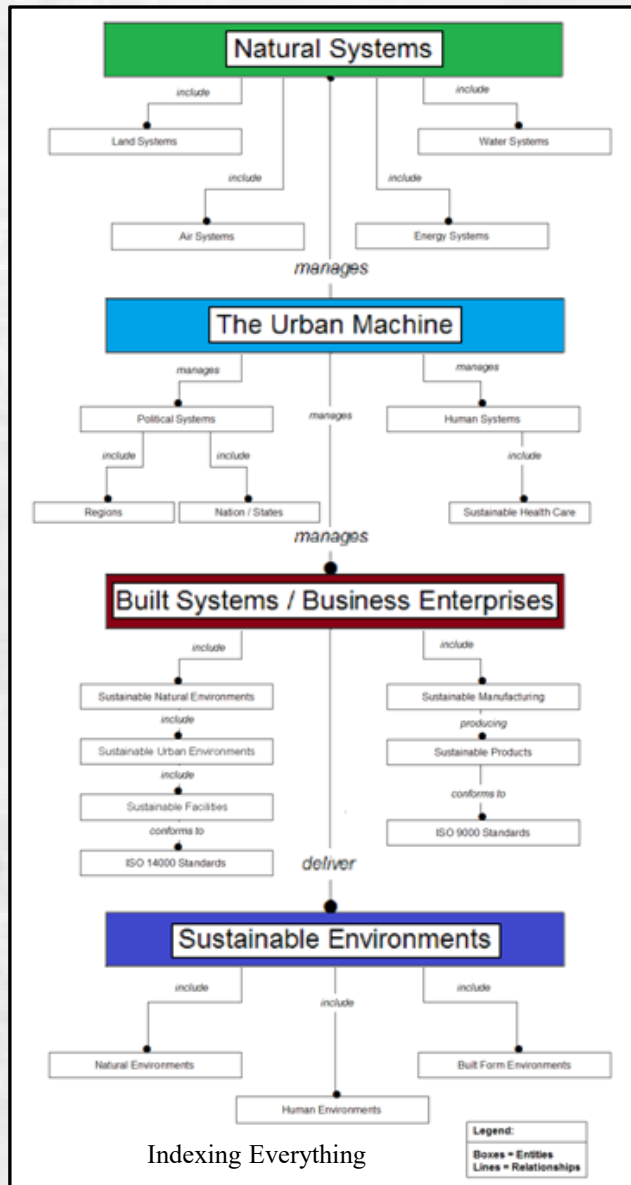 Natural Systems
include
include
Land Systems
Water Systems
include
include
Air Systems
Energy Systems
manages
The Urban Machine
manages
manages
Political Systems
manages
Human Systems
include
include
include
Regions
Nation / States
Sustainable Health Care
manages
Built Systems / Business Enterprises
include
include
Sustainable Natural Environments
Sustainable Manufacturing
include
producing
Sustainable Urban Environments
Sustainable Products
include
conforms to
Sustainable Facilities
conforms to
ISO 9000 Standards
ISO 14000 Standards
deliver
Sustainable Environments
include
include
include
Natural Environments
Built Form Environments
Human Environments
Indexing Everything
Legend:
Boxes = Entities
Lines = Relationships